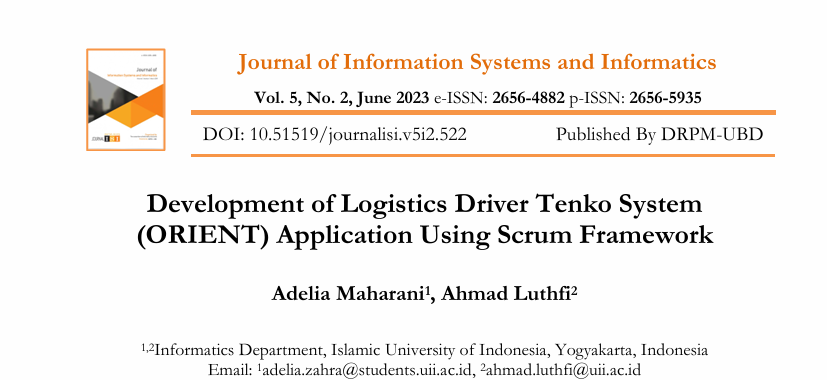 Journal of Information Systems and Informatics
Vol. 5, No. 2, June 2023 e-ISSN: 2656-4882 p-ISSN: 2656-5935
DOI: 10.51519/journalisi.v5i2.522 Published By DRPM-UBD
Development of Logistics Driver Tenko System
(ORIENT) Application Using Scrum Framework
Adelia Maharani¹, Ahmad Luthfi²
¹,²Informatics Department, Islamic University of Indonesia, Yogyakarta, Indonesia
Email: ¹adelia.zahra@students.uii.ac.id, ²ahmad.luthfi@uii.ac.id